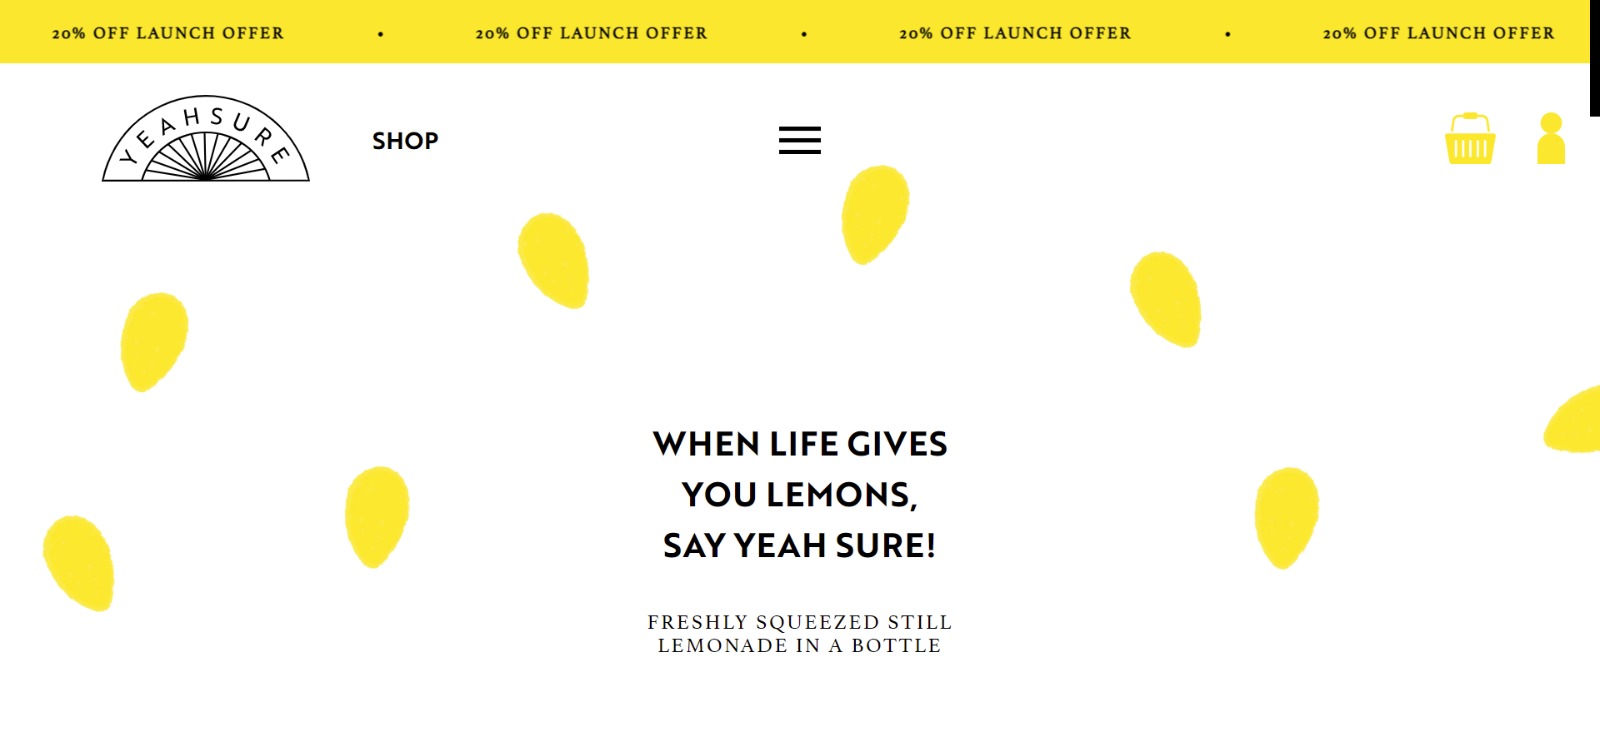 20% OFF LAUNCH OFFER • 20% OFF LAUNCH OFFER • 20% OFF LAUNCH OFFER • 20% OFF LAUNCH OFFER
YEAHSURE
SHOP
WHEN LIFE GIVES
YOU LEMONS,
SAY YEAH SURE!
FRESHLY SQUEEZED STILL
LEMONADE IN A BOTTLE